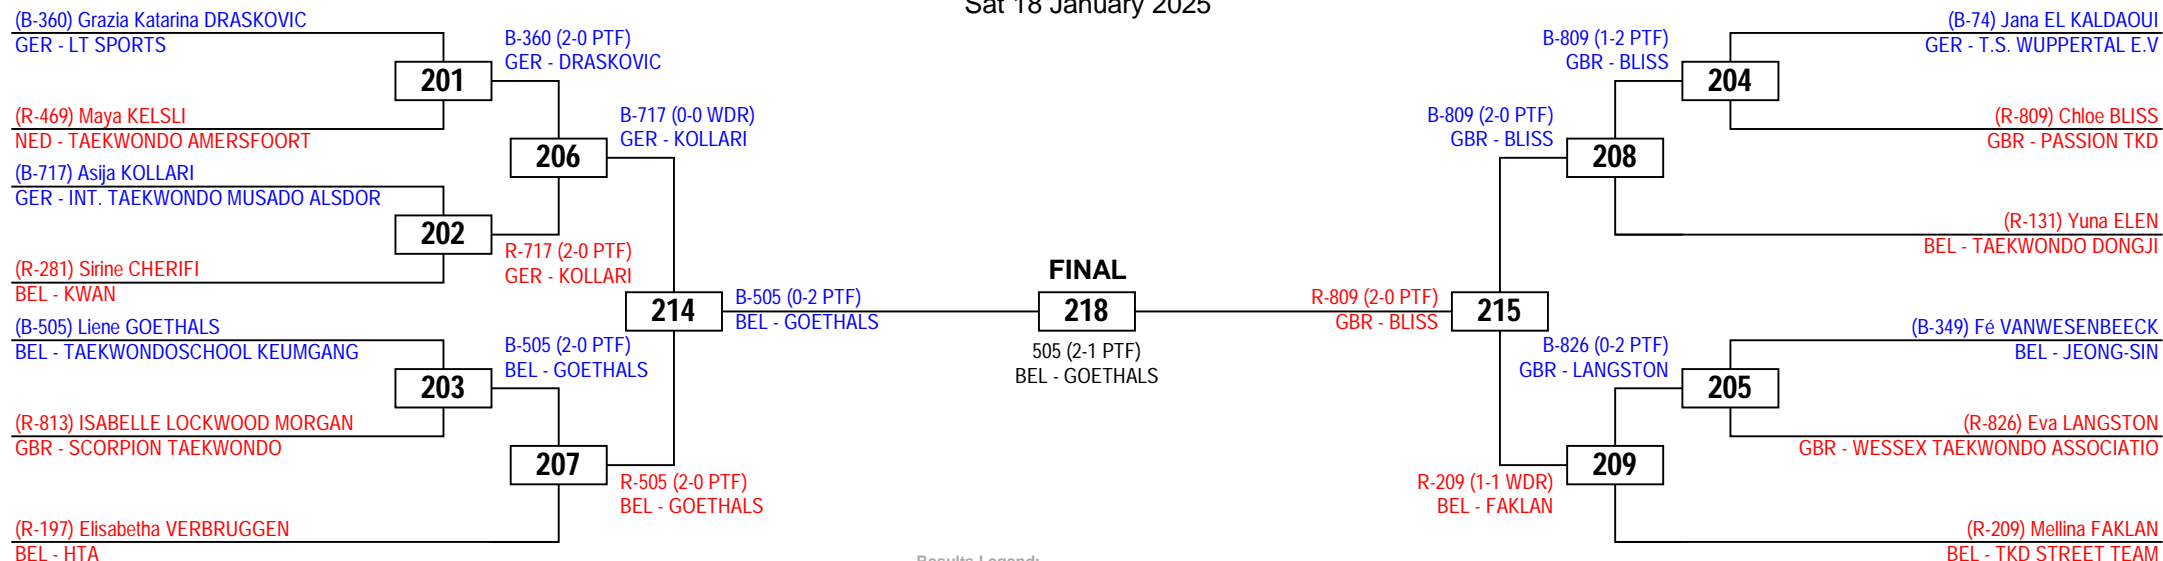 Sat 18 January 2025
(B-360) Grazia Katarina DRASKOVIC
GER - LT SPORTS
(R-469) Maya KELSLI
NED - TAEKWONDO AMERSFOORT
(B-717) Asija KOLLARI
GER - INT. TAEKWONDO MUSADO ALSDOR
(R-281) Sirine CHERIFI
BEL - KWAN
(B-505) Liene GOETHALS
BEL - TAEKWONDOSCHOOL KEUMGANG
(R-813) ISABELLE LOCKWOOD MORGAN
GBR - SCORPION TAEKWONDO
(R-197) Elisabetha VERBRUGGEN
BEL - HTA
201
202
203
B-360 (2-0 PTF)
GER - DRASKOVIC
206
R-717 (2-0 PTF)
GER - KOLLARI
B-505 (2-0 PTF)
BEL - GOETHALS
207
B-717 (0-0 WDR)
GER - KOLLARI
214
R-505 (2-0 PTF)
BEL - GOETHALS
B-505 (0-2 PTF)
BEL - GOETHALS
FINAL
218
505 (2-1 PTF)
BEL - GOETHALS
Results Legend:
R-809 (2-0 PTF)
GBR - BLISS
B-809 (2-0 PTF)
GBR - BLISS
215
R-209 (1-1 WDR)
BEL - FAKLAN
B-809 (1-2 PTF)
GBR - BLISS
208
B-826 (0-2 PTF)
GBR - LANGSTON
209
204
205
(B-74) Jana EL KALDAOUI
GER - T.S. WUPPERTAL E.V
(R-809) Chloe BLISS
GBR - PASSION TKD
(R-131) Yuna ELEN
BEL - TAEKWONDO DONGJI
(B-349) Fé VANWESENBEECK
BEL - JEONG-SIN
(R-826) Eva LANGSTON
GBR - WESSEX TAEKWONDO ASSOCIATIO
(R-209) Mellina FAKLAN
BEL - TKD STREET TEAM